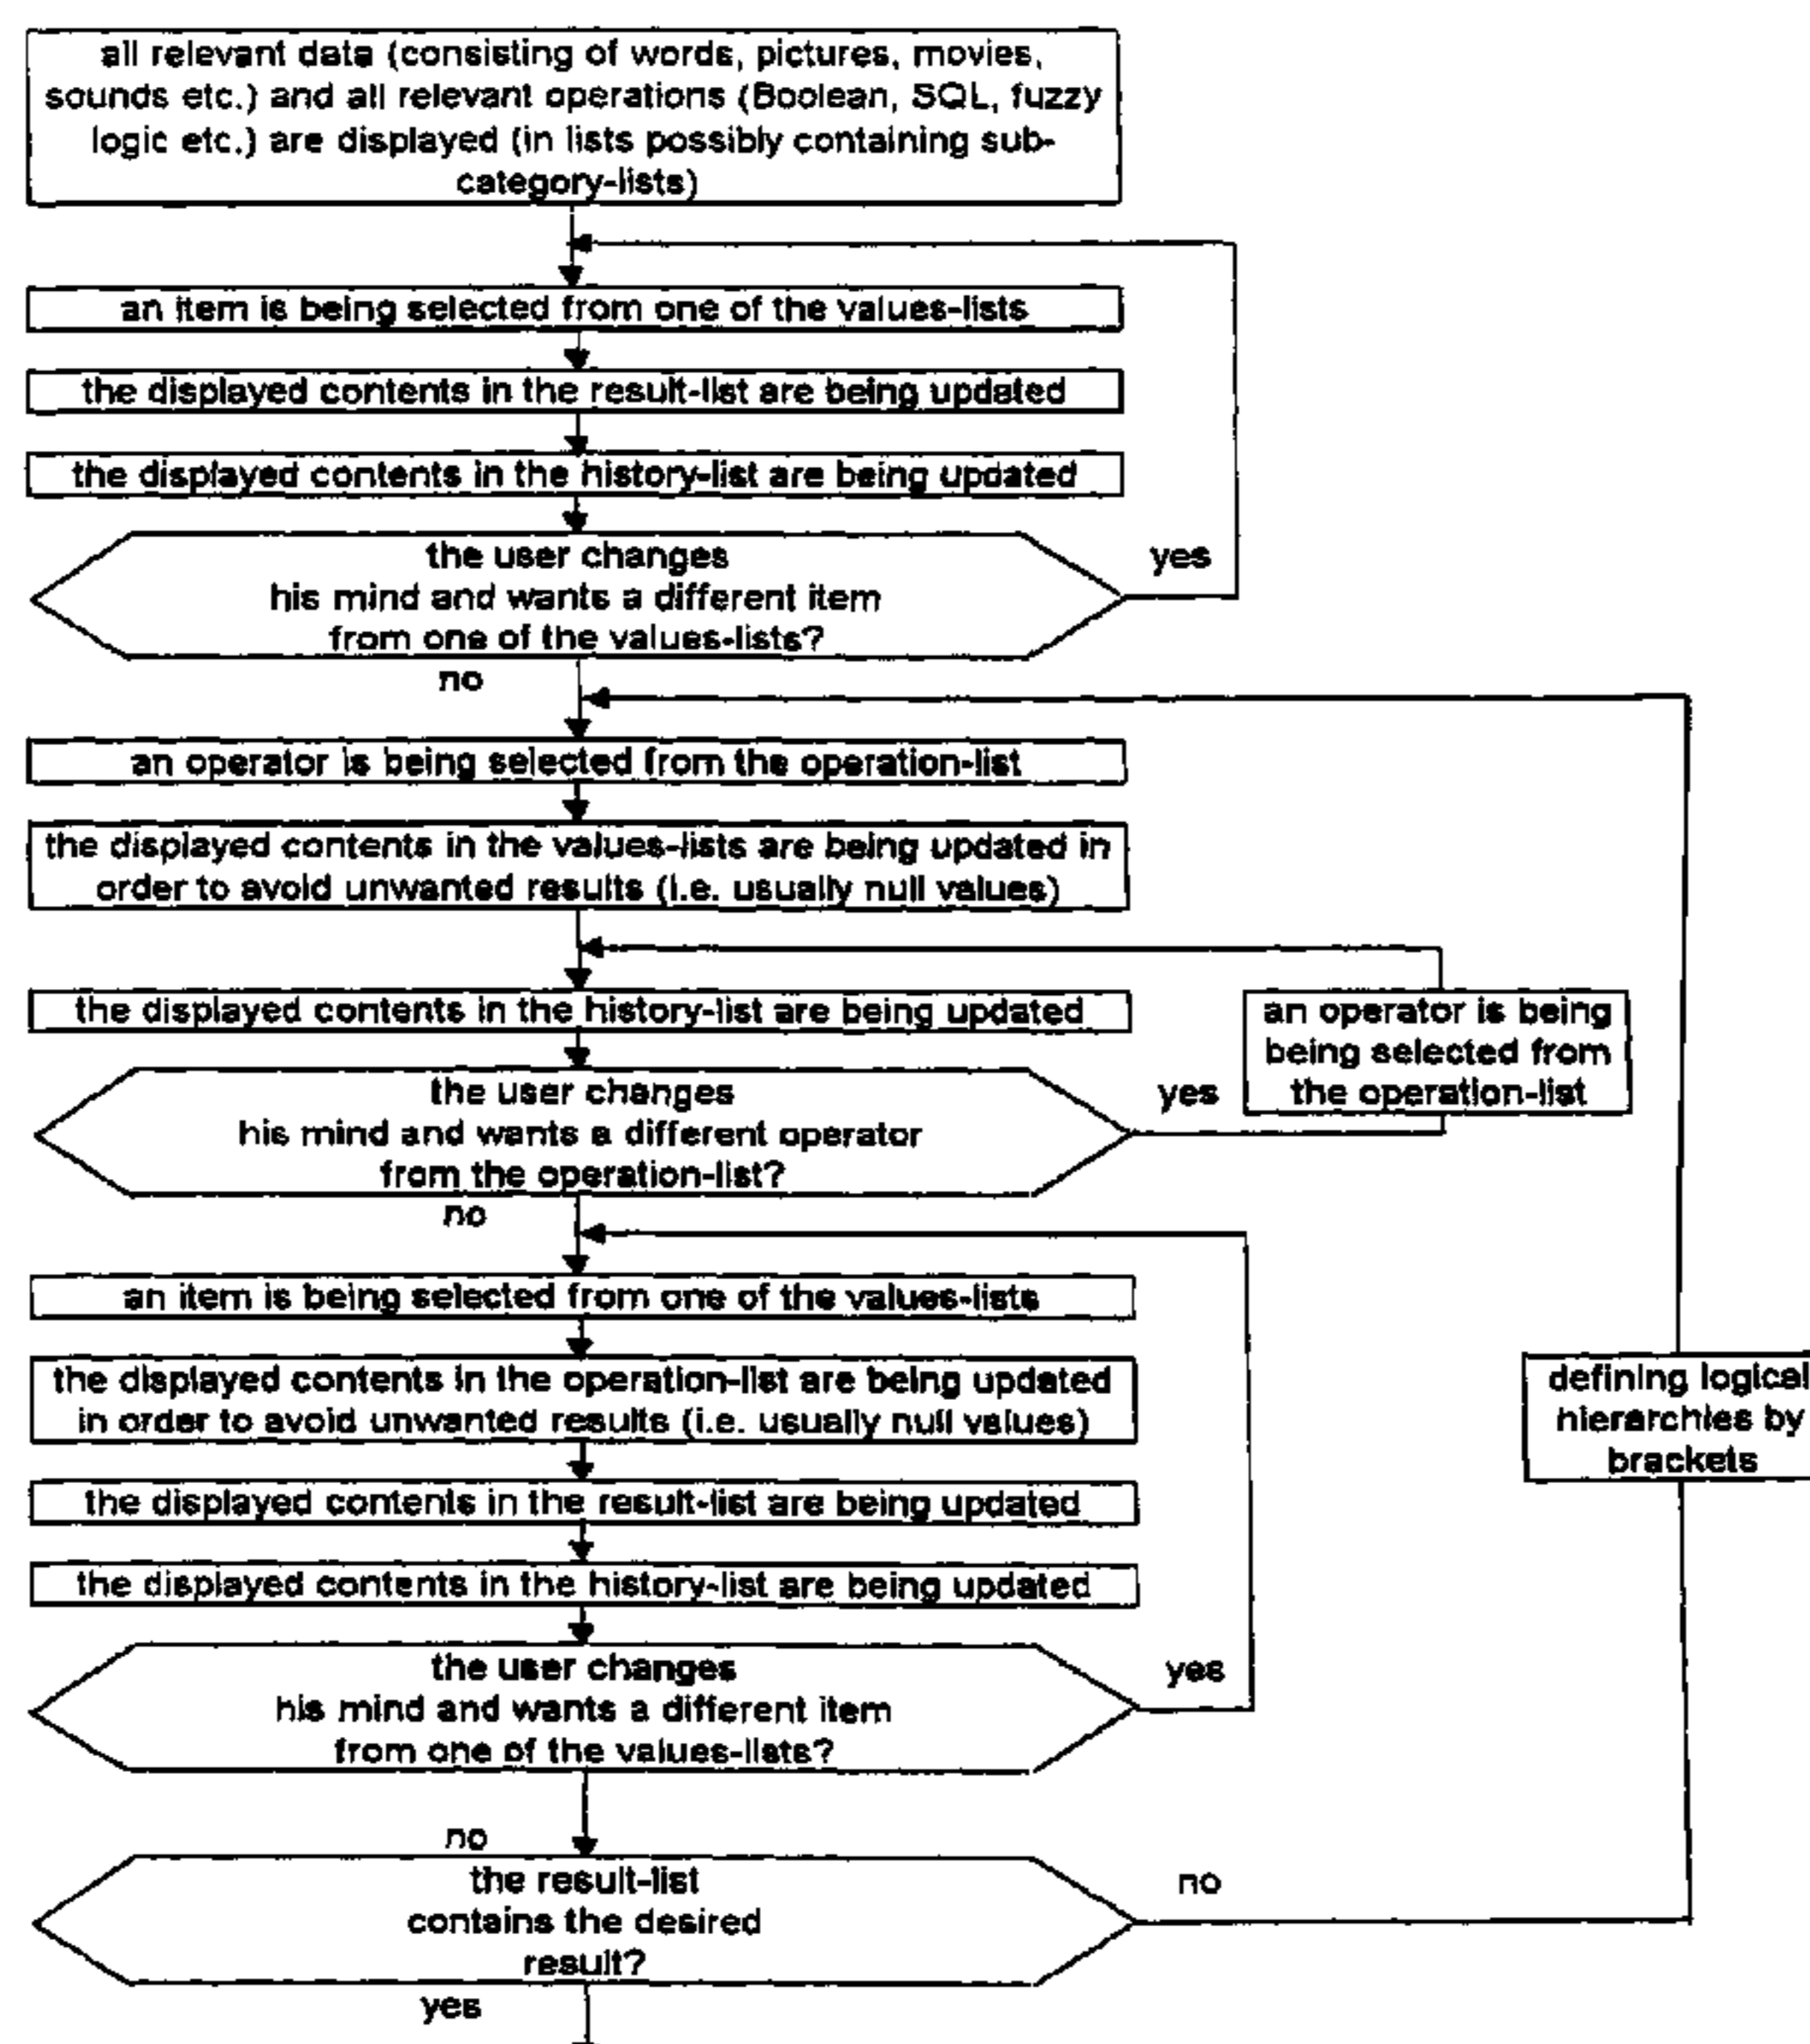 all relevant data (consisting of words, pictures, movies,
sounds etc.) and all relevant operations (Boolean, SQL, fuzzy
logic etc.) are displayed (in lists possibly containing sub-
category-lists)
an item is being selected from one of the values-lists
the displayed contents in the result-list are being updated
the displayed contents in the history-list are being updated
the user changes
his mind and wants a different item
from one of the values-lists?
yes
no
an operator is being selected from the operation-list
the displayed contents in the values-lists are being updated in
order to avoid unwanted results (i.e. usually null values)
the displayed contents in the history-list are being updated
an operator is being
being selected from
the operation-list
the user changes
his mind and wants a different operator
from the operation-list?
yes
no
an item is being selected from one of the values-lists
the displayed contents in the operation-list are being updated
in order to avoid unwanted results (i.e. usually null values)
defining logical
hierarchies by
brackets
the displayed contents in the result-list are being updated
the displayed contents in the history-list are being updated
the user changes
his mind and wants a different item
from one of the values-lists?
yes
no
the result-list
contains the desired
result?
no
yes